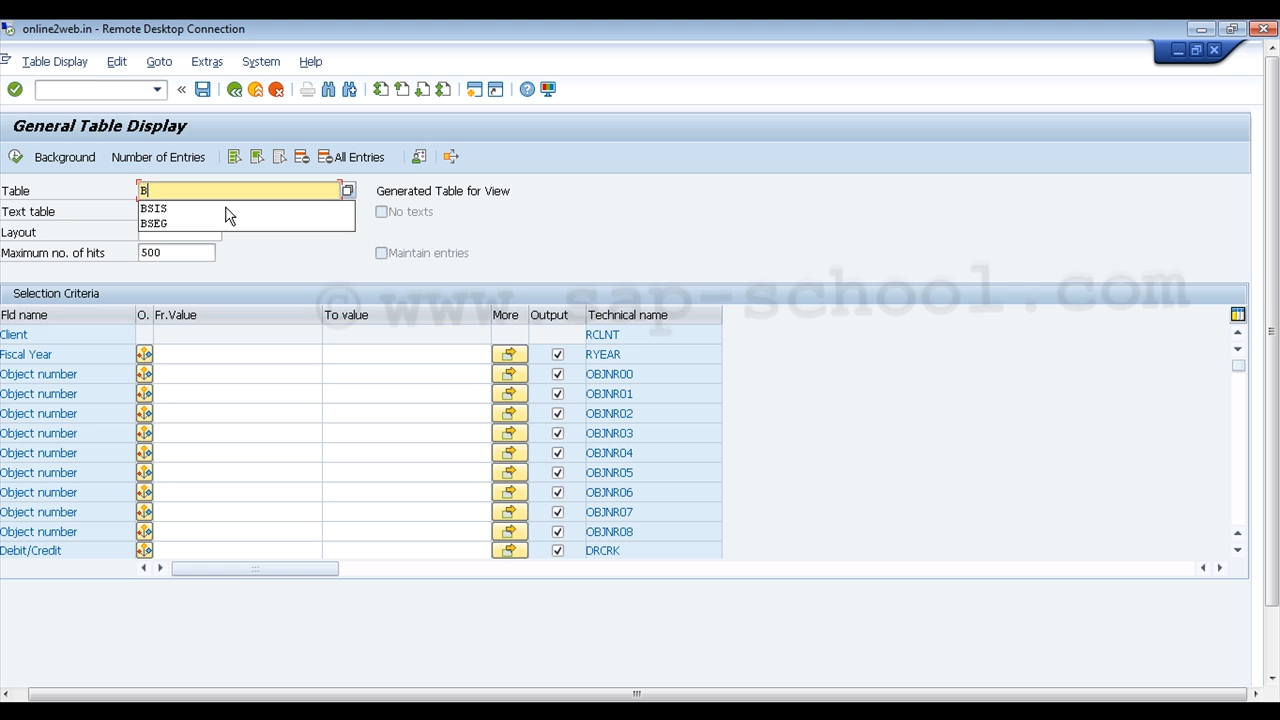 online2web.in - Remote Desktop Connection
Table Display Edit Goto Extras System Help
General Table Display
Background Number of Entries All Entries
Table B Generated Table for View
BSIS
Text table No texts
BSEG
Layout
Maximum no. of hits 500 Maintain entries
© www.sap-school.com
Selection Criteria
Fld name O. Fr.Value To value More Output Technical name
Client RCLNT
Fiscal Year RYEAR
Object number OBJNR00
Object number OBJNR01
Object number OBJNR02
Object number OBJNR03
Object number OBJNR04
Object number OBJNR05
Object number OBJNR06
Object number OBJNR07
Object number OBJNR08
Debit/Credit DRCRK